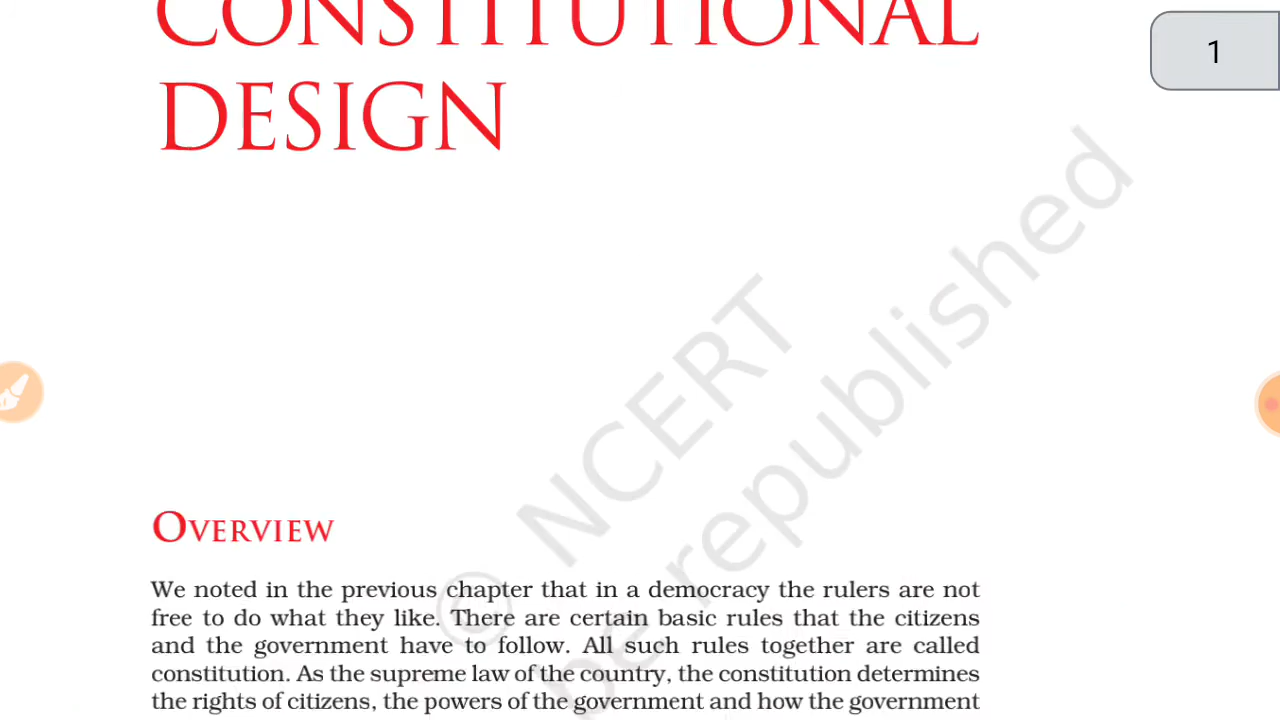 CONSTITUTIONAL
DESIGN
1
© NCERT
be republished
OVERVIEW
We noted in the previous chapter that in a democracy the rulers are not
free to do what they like. There are certain basic rules that the citizens
and the government have to follow. All such rules together are called
constitution. As the supreme law of the country, the constitution determines
the rights of citizens, the powers of the government and how the government